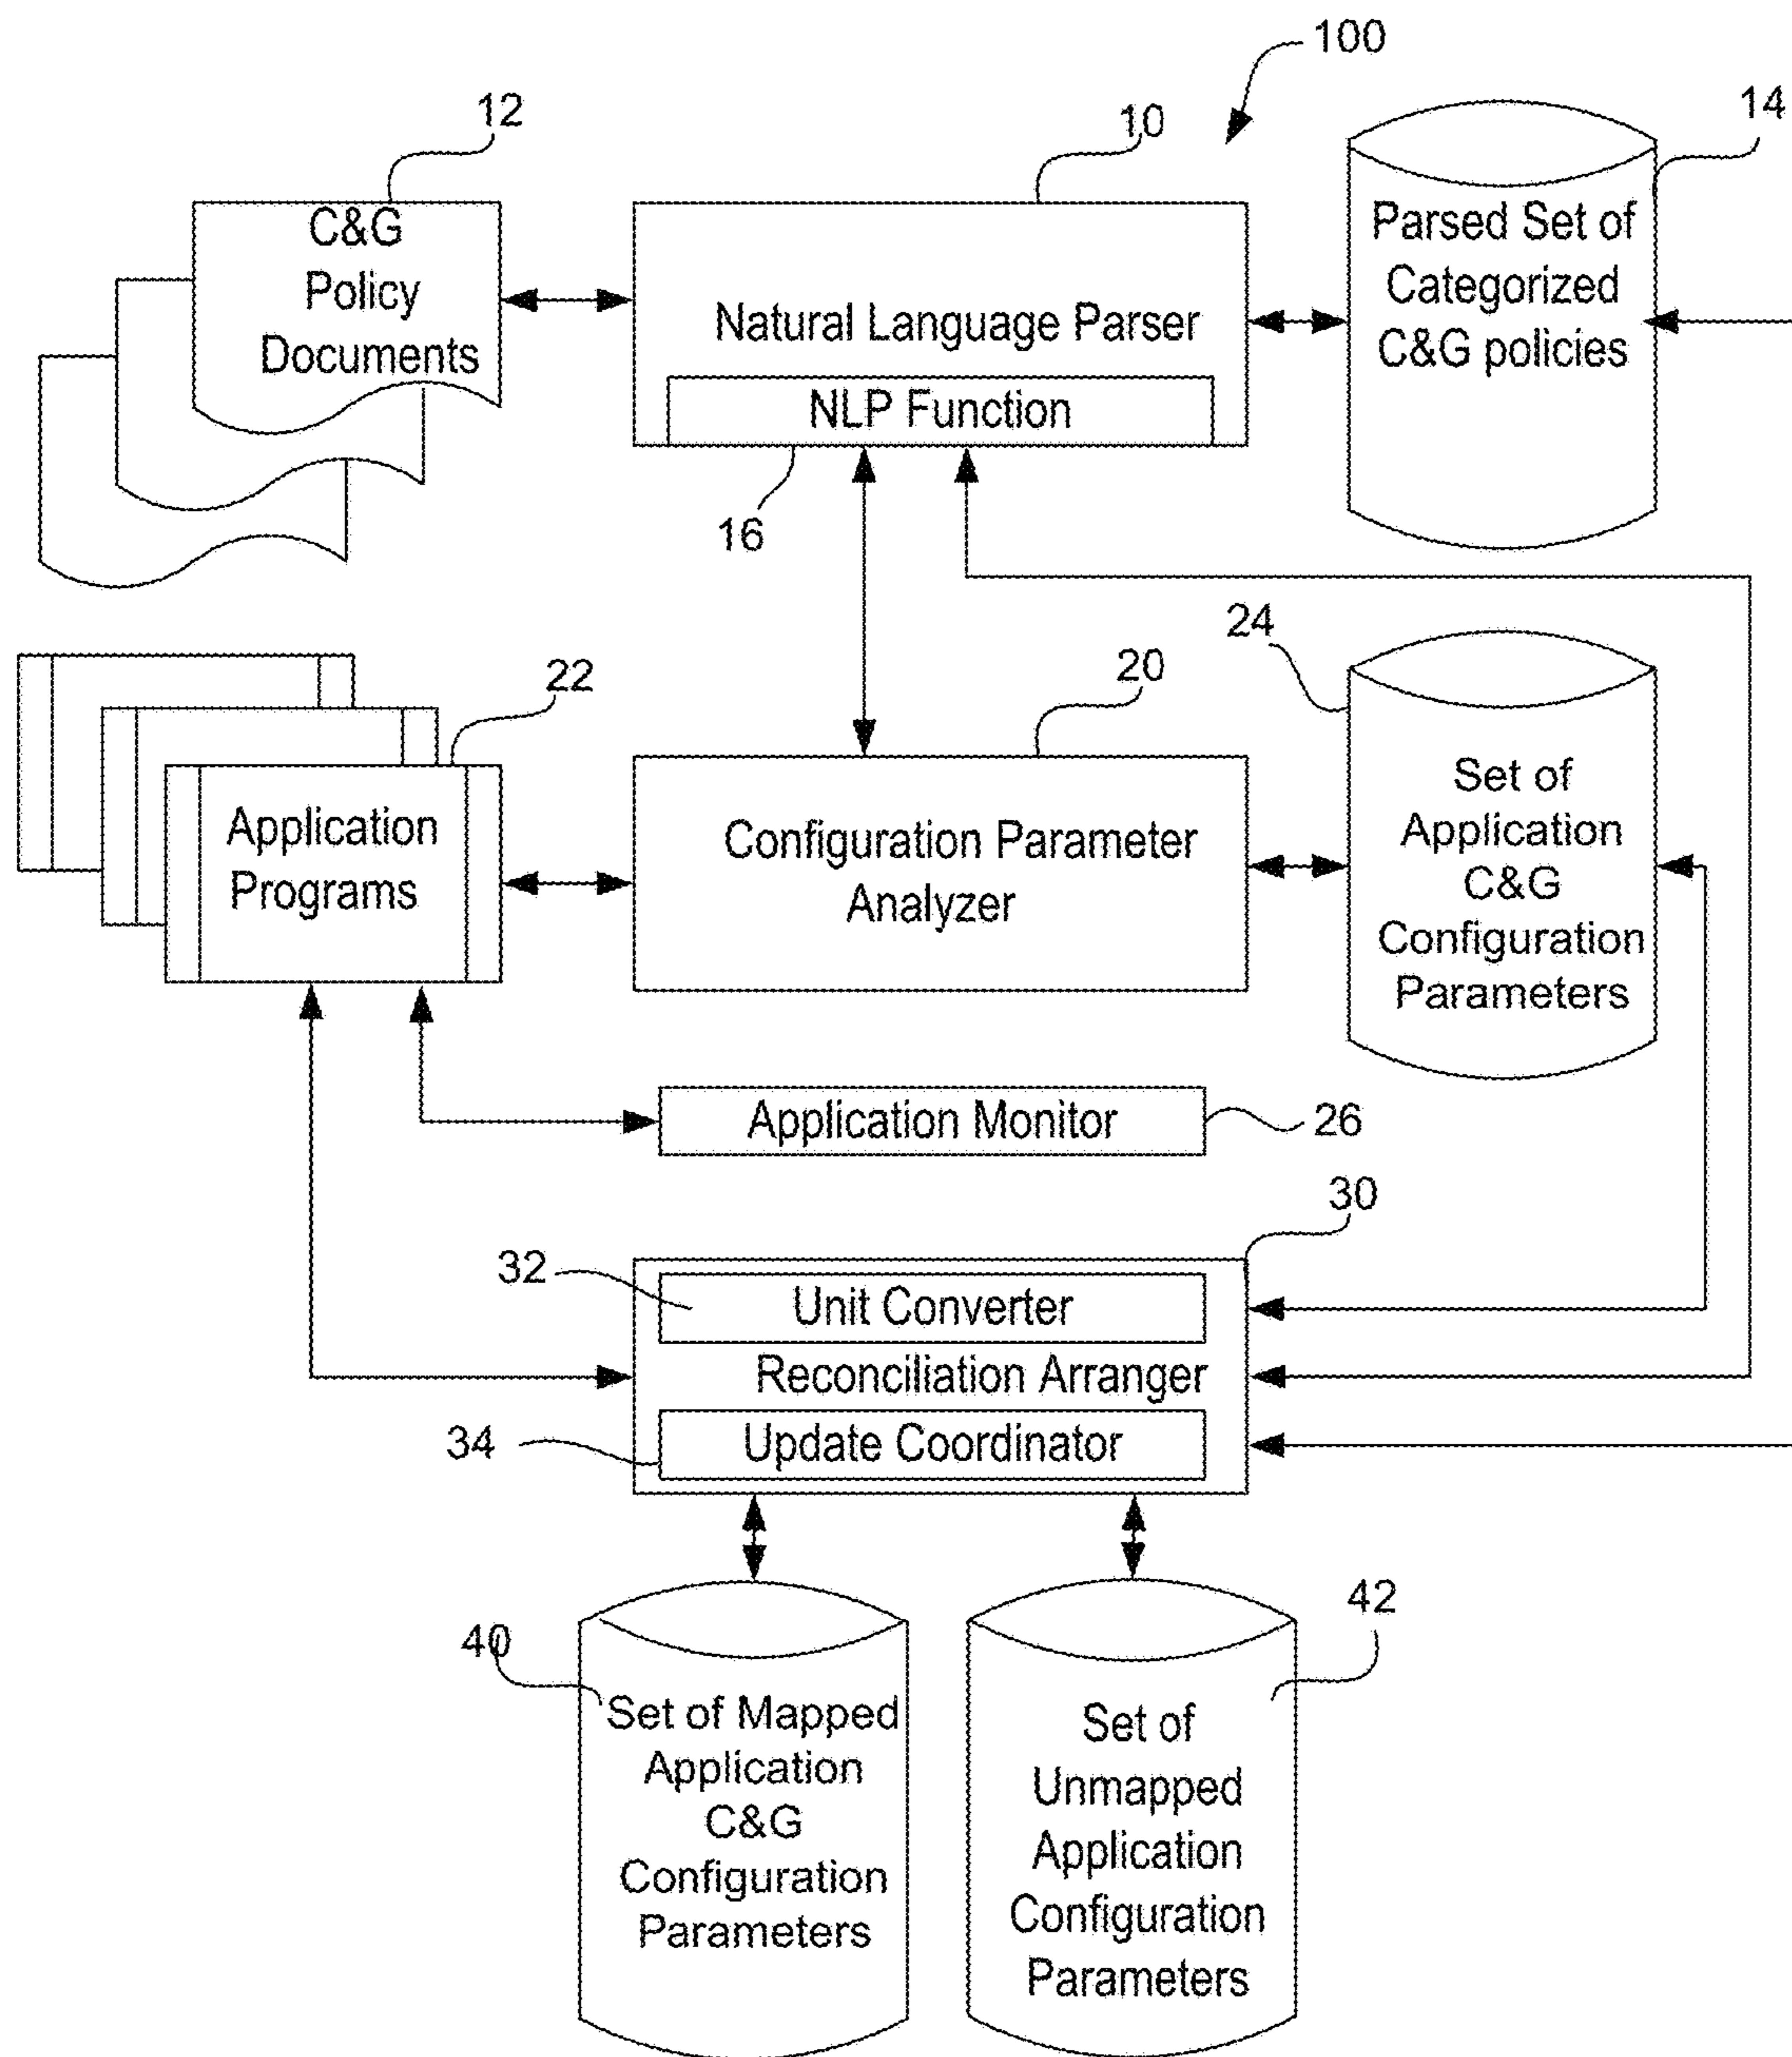 100
12
10
14
C&G
Policy
Documents
Natural Language Parser
NLP Function
Parsed Set of
Categorized
C&G policies
16
24
22
20
Application
Programs
Configuration Parameter
Analyzer
Set of
Application
C&G
Configuration
Parameters
Application Monitor
26
30
32
Unit Converter
Reconciliation Arranger
34
Update Coordinator
40
42
Set of Mapped
Application
C&G
Configuration
Parameters
Set of
Unmapped
Application
Configuration
Parameters